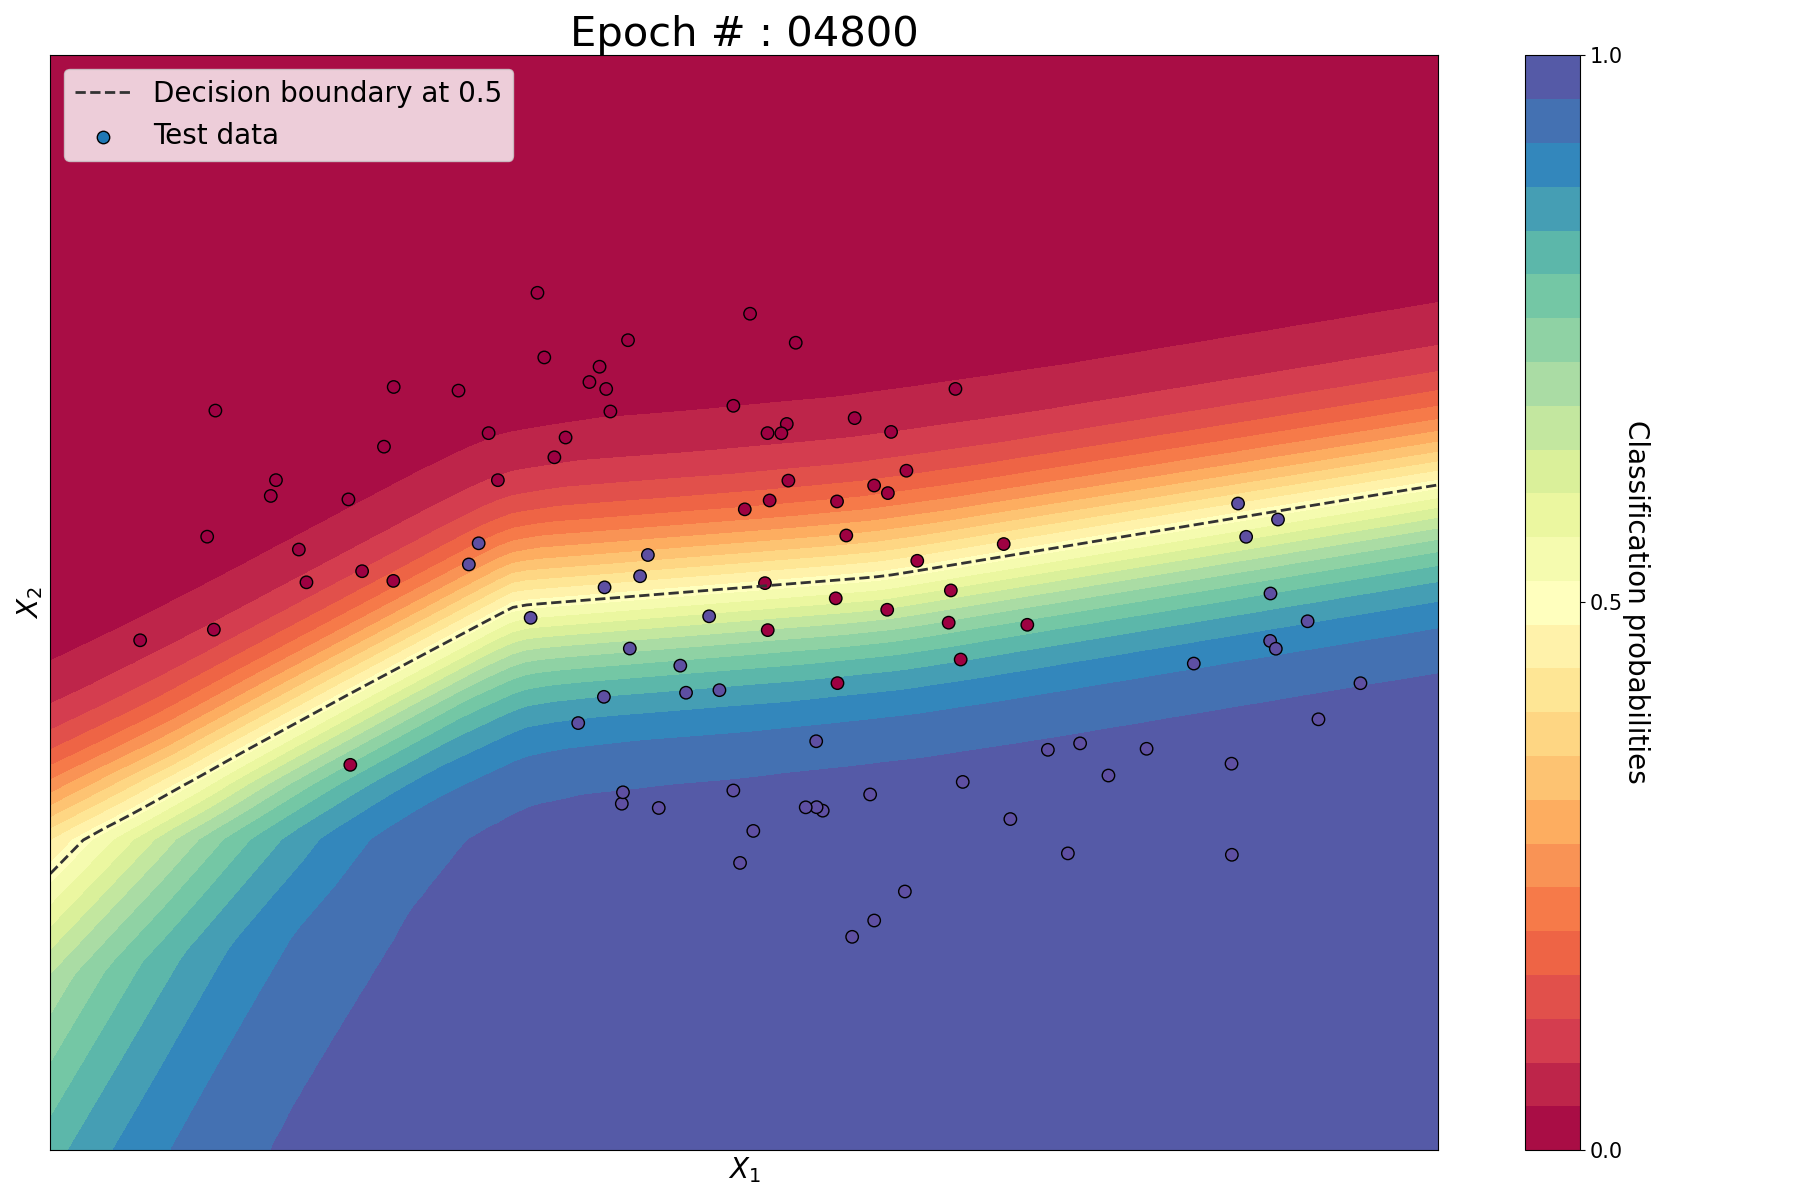 Epoch # : 04800
Decision boundary at 0.5
Test data
1.0
0.5
0.0
Classification probabilities
X₂
X₁